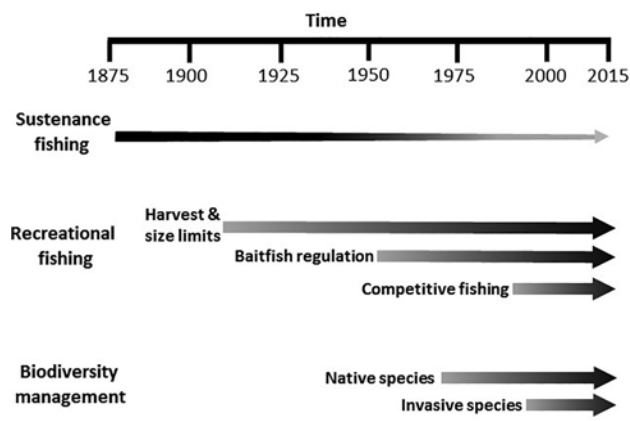 Time
1875 1900 1925 1950 1975 2000 2015
Sustenance
fishing
Recreational
fishing
Harvest &
size limits
Baitfish regulation
Competitive fishing
Biodiversity
management
Native species
Invasive species